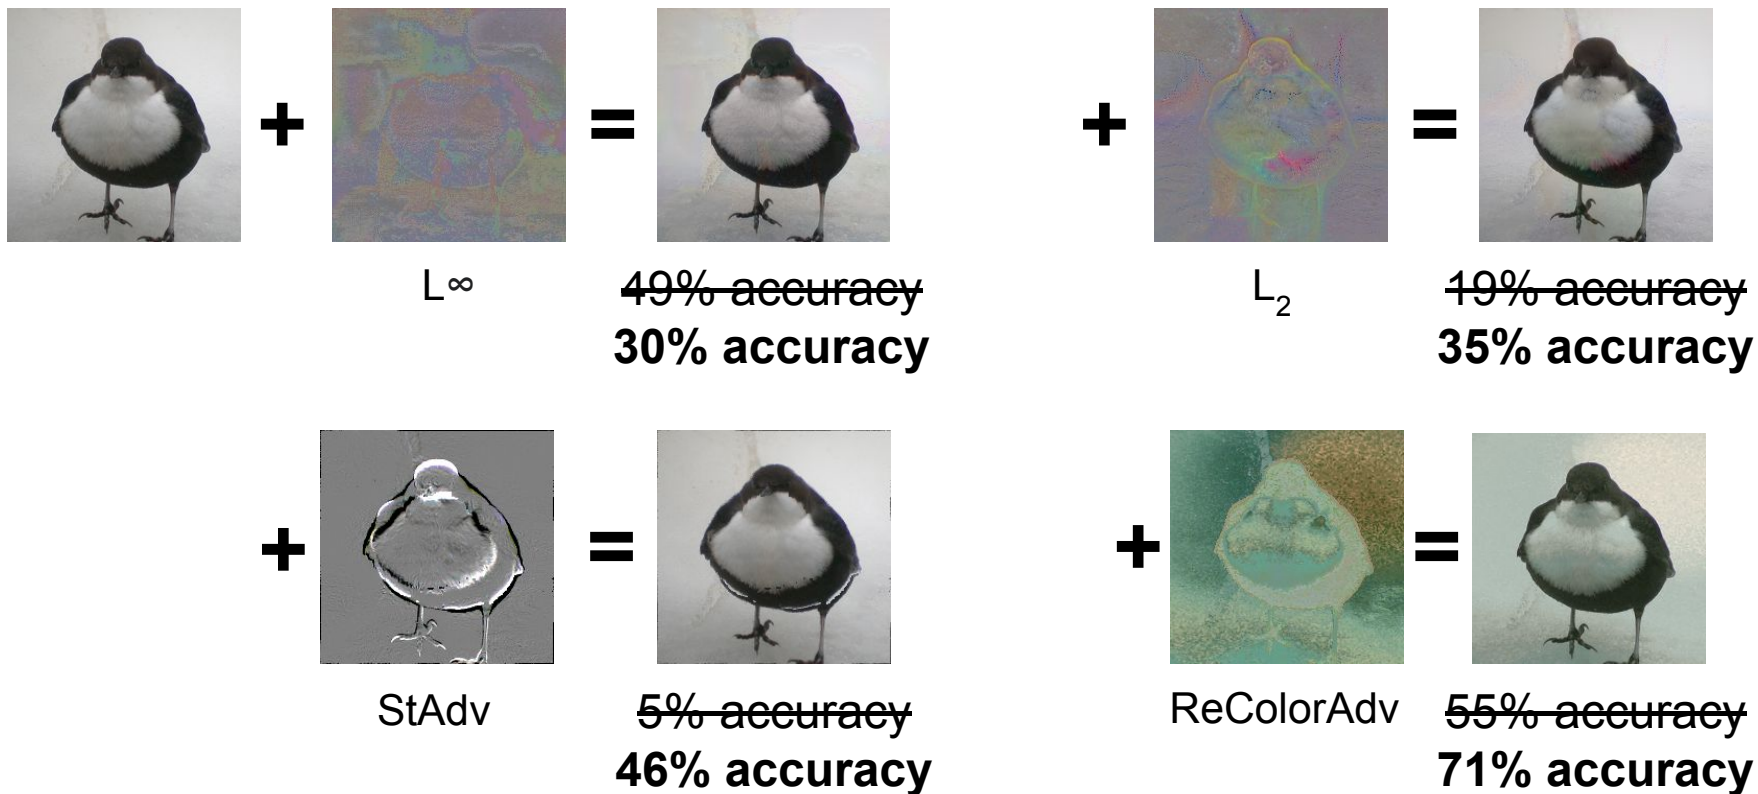 + = + =
L∞
49% accuracy
30% accuracy
L₂
19% accuracy
35% accuracy
+ = + =
StAdv
5% accuracy
46% accuracy
ReColorAdv
55% accuracy
71% accuracy